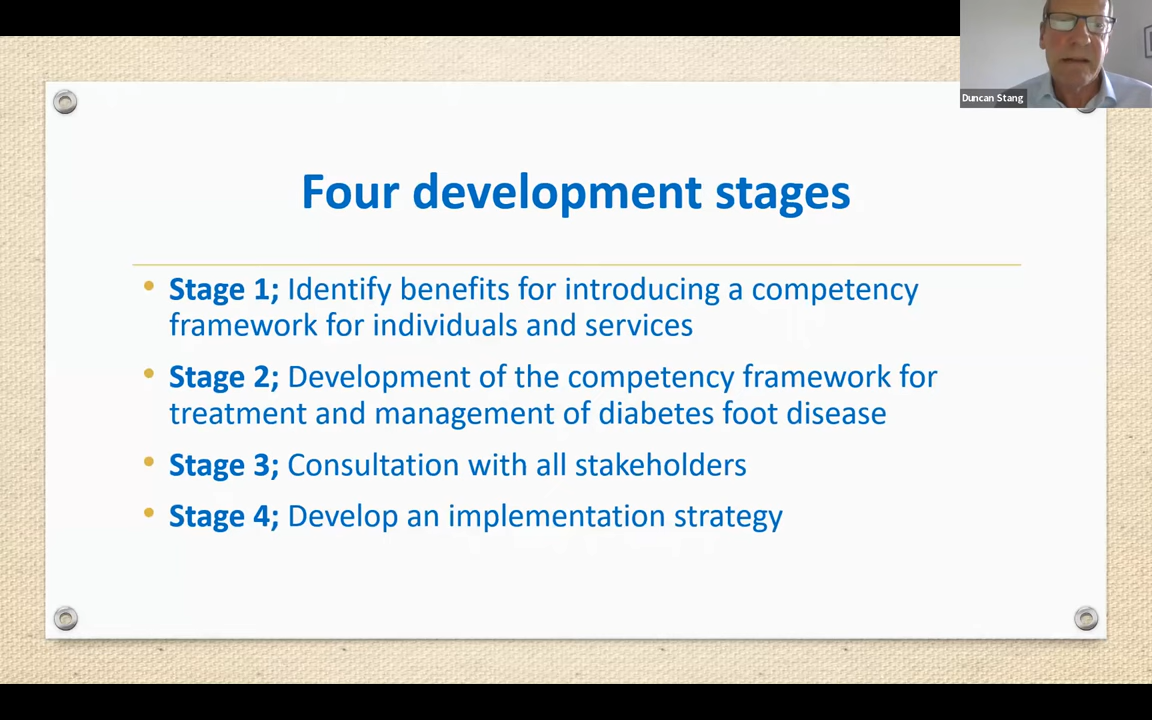 Duncan Stang
Four development stages
• Stage 1; Identify benefits for introducing a competency
framework for individuals and services
• Stage 2; Development of the competency framework for
treatment and management of diabetes foot disease
• Stage 3; Consultation with all stakeholders
• Stage 4; Develop an implementation strategy